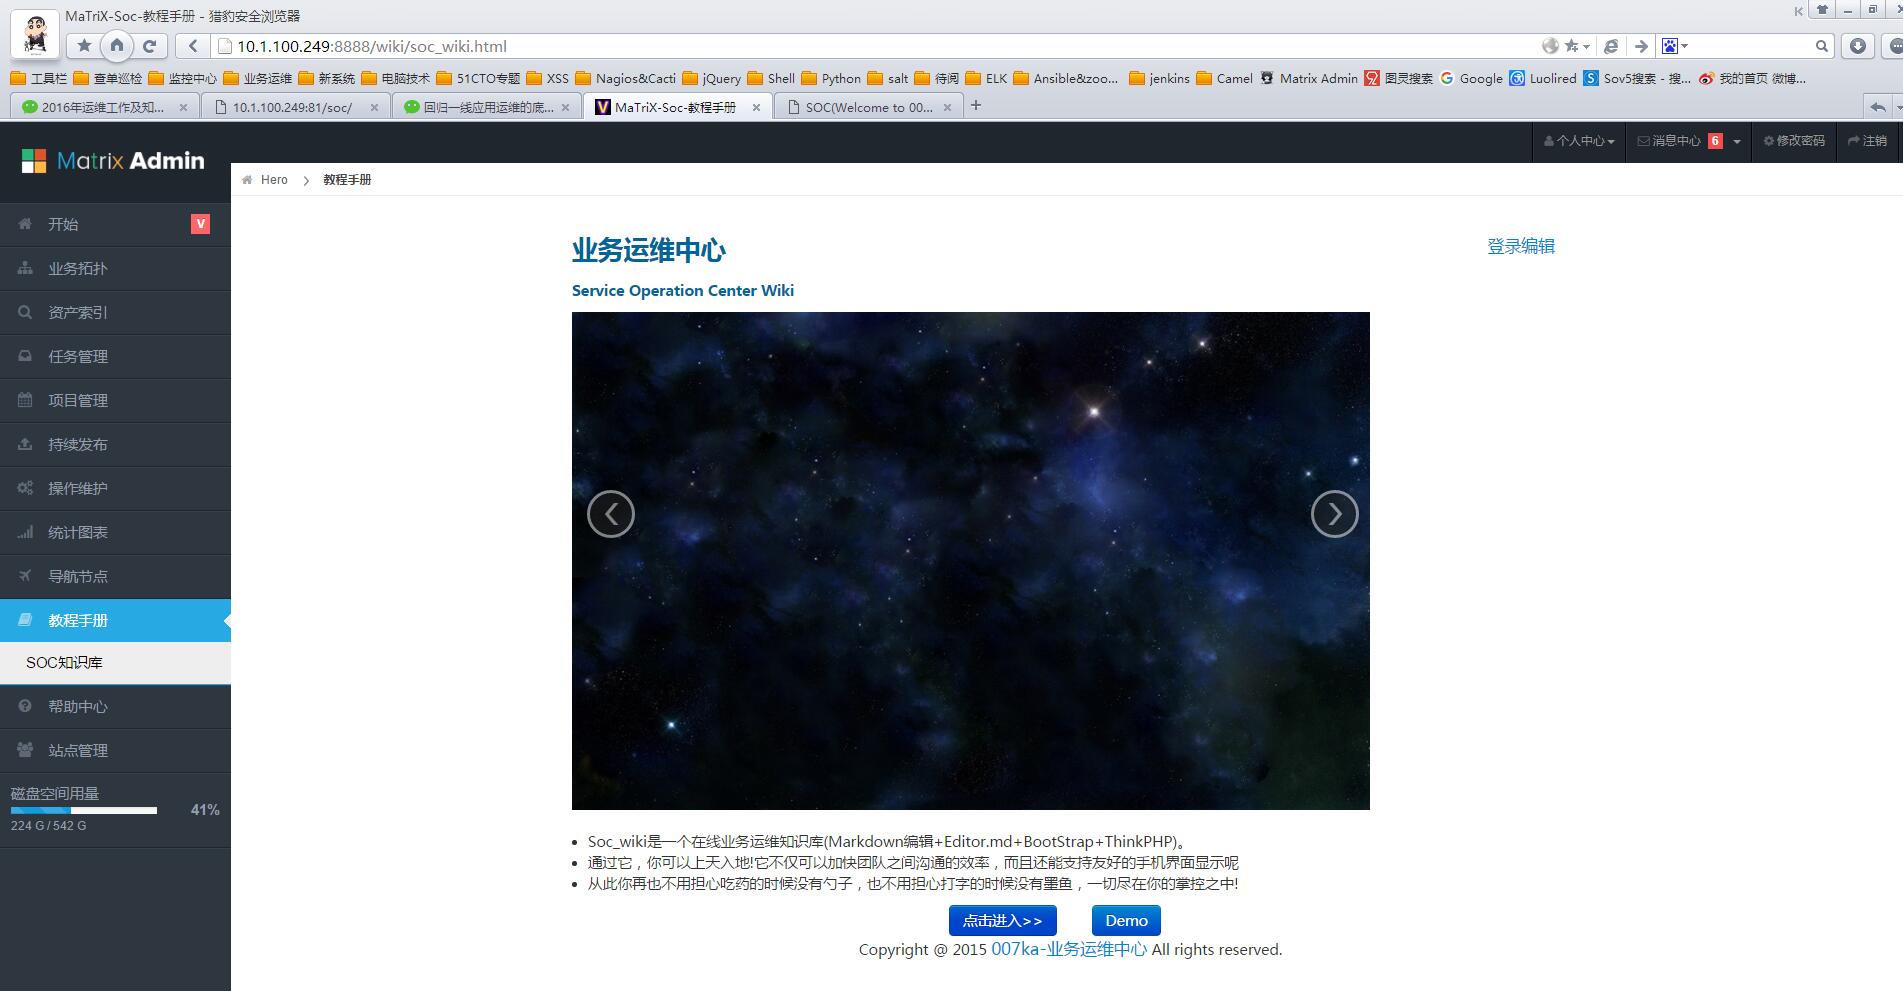 MaTriX-Soc-教程手册 - 猎豹安全浏览器
10.1.100.249:8888/wiki/soc_wiki.html
工具栏 查单巡检 监控中心 业务运维 新系统 电脑技术 51CTO专题 XSS Nagios&Cacti jQuery Shell Python salt 待阅 ELK Ansible&zoo... jenkins Camel Matrix Admin 图灵搜索 Google Luolired Sov5搜索 - 搜... 我的首页 微博...
2016年运维工作及知... 10.1.100.249:81/soc/ 回归一线应用运维的底... MaTriX-Soc-教程手册 SOC(Welcome to 00...
Matrix Admin
个人中心 消息中心 6 修改密码 注销
Hero 教程手册
开始 V
业务拓扑
资产索引
任务管理
项目管理
持续发布
操作维护
统计图表
导航节点
教程手册
SOC知识库
帮助中心
站点管理
磁盘空间用量
41%
224 G / 542 G
业务运维中心
登录编辑
Service Operation Center Wiki
Soc_wiki是一个在线业务运维知识库(Markdown编辑+Editor.md+BootStrap+ThinkPHP)。
通过它，你可以上天入地!它不仅可以加快团队之间沟通的效率，而且还能支持友好的手机界面显示呢
从此你再也不用担心吃药的时候没有勺子，也不用担心打字的时候没有墨鱼，一切尽在你的掌控之中!
点击进入>> Demo
Copyright @ 2015 007ka-业务运维中心 All rights reserved.